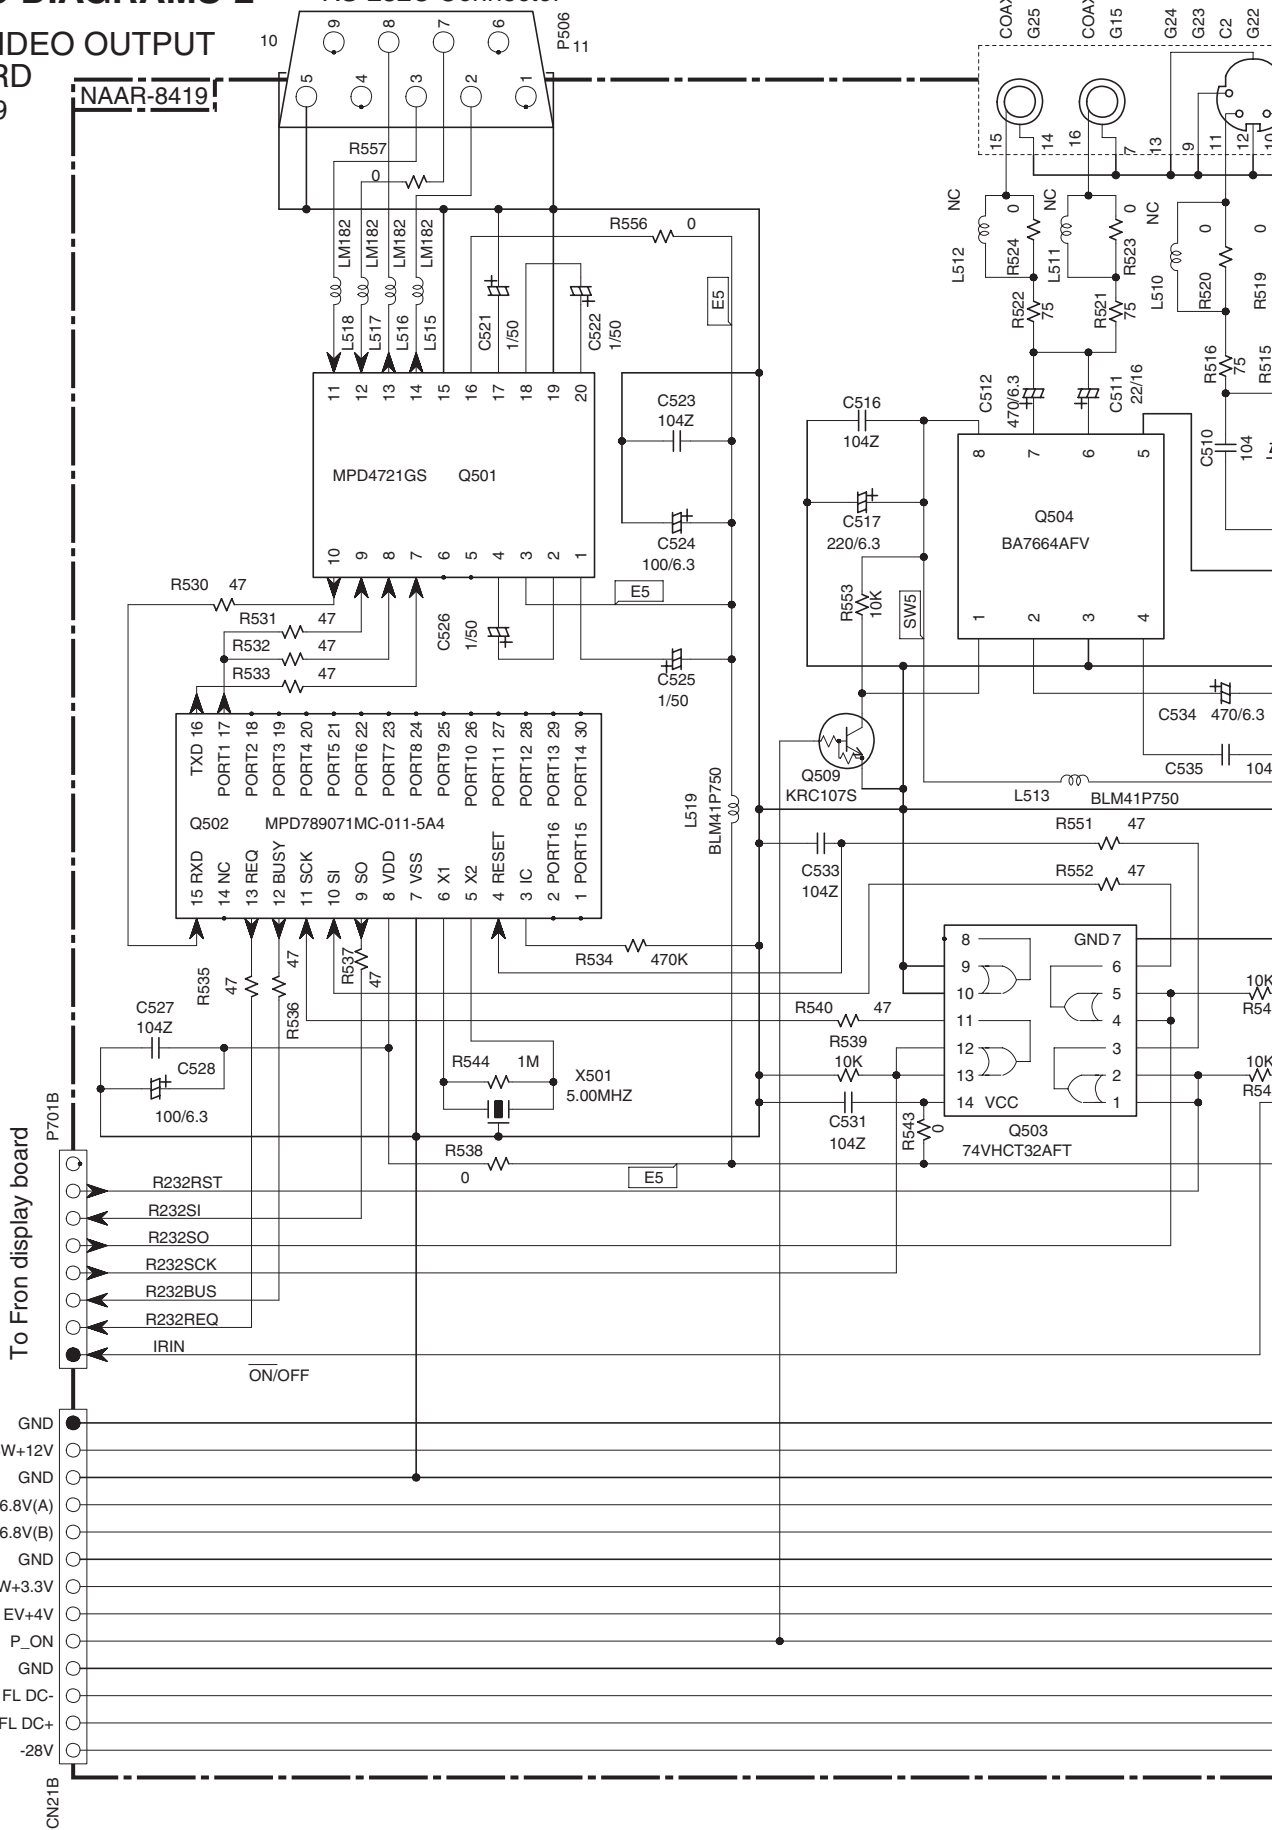 IDEO OUTPUT
NAAR-8419
10
P506
11
9
8
7
6
5
4
3
2
1
R557
0
LM182
LM182
LM182
LM182
L518
L517
L516
L515
R556
0
C521
1/50
C522
1/50
E5
11
12
13
14
15
16
17
18
19
20
MPD4721GS
Q501
10
9
8
7
6
5
4
3
2
1
C523
104Z
C524
100/6.3
E5
C526
1/50
C525
1/50
R530
47
R531
47
R532
47
R533
47
TXD 16
PORT1 17
PORT2 18
PORT3 19
PORT4 20
PORT5 21
PORT6 22
PORT7 23
PORT8 24
PORT9 25
PORT10 26
PORT11 27
PORT12 28
PORT13 29
PORT14 30
Q502
MPD789071MC-011-5A4
15 RXD
14 NC
13 REQ
12 BUSY
11 SCK
10 SI
9 SO
8 VDD
7 VSS
6 X1
5 X2
4 RESET
3 IC
2 PORT16
1 PORT15
L519
BLM41P750
R534
470K
R535
47
R536
47
R537
47
C527
104Z
C528
100/6.3
R544
1M
X501
5.00MHZ
R538
0
E5
G25
G15
G24
G23
C2
G22
15
14
16
7
13
9
11
12
10
NC
L512
0
R524
NC
L511
0
R523
NC
L510
0
R520
0
R519
R522
75
R521
75
R516
75
R515
C512
470/6.3
C511
22/16
C510
104
C516
104Z
C517
220/6.3
8
7
6
5
Q504
BA7664AFV
1
2
3
4
R553
10K
SW5
C534
470/6.3
C535
104
Q509
KRC107S
L513
BLM41P750
R551
47
R552
47
C533
104Z
8
9
10
11
12
13
14 VCC
GND 7
6
5
4
3
2
1
Q503
74VHCT32AFT
R540
47
R539
10K
C531
104Z
R543
0
10K
10K
P701B
To Fron display board
R232RST
R232SI
R232SO
R232SCK
R232BUS
R232REQ
IRIN
ON/OFF
GND
W+12V
GND
6.8V(A)
6.8V(B)
GND
W+3.3V
EV+4V
P_ON
GND
FL DC-
FL DC+
-28V
CN21B